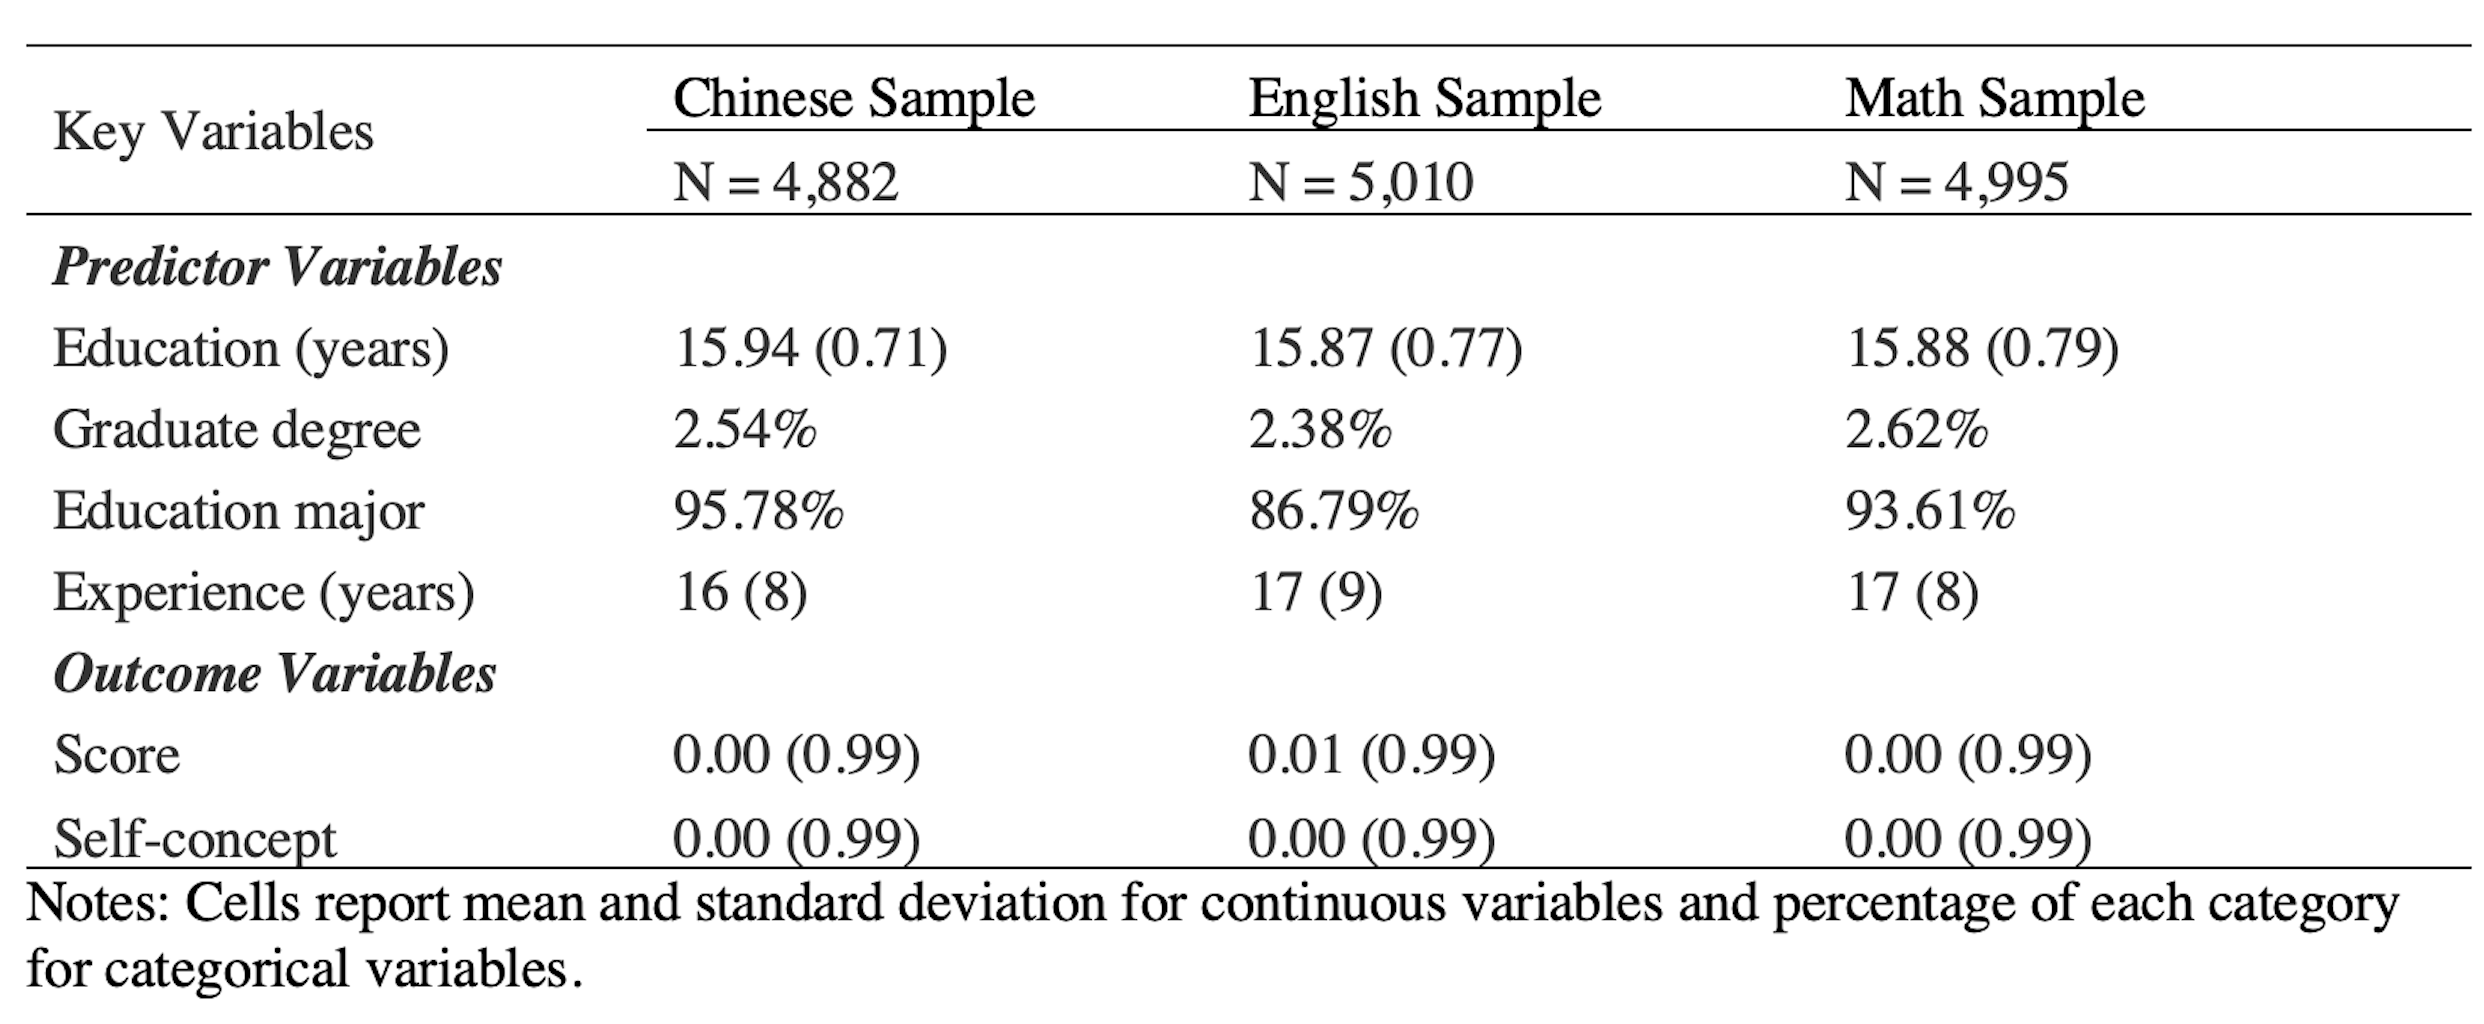 Key Variables Chinese Sample English Sample Math Sample
N = 4,882 N = 5,010 N = 4,995
Predictor Variables
Education (years) 15.94 (0.71) 15.87 (0.77) 15.88 (0.79)
Graduate degree 2.54% 2.38% 2.62%
Education major 95.78% 86.79% 93.61%
Experience (years) 16 (8) 17 (9) 17 (8)
Outcome Variables
Score 0.00 (0.99) 0.01 (0.99) 0.00 (0.99)
Self-concept 0.00 (0.99) 0.00 (0.99) 0.00 (0.99)
Notes: Cells report mean and standard deviation for continuous variables and percentage of each category
for categorical variables.